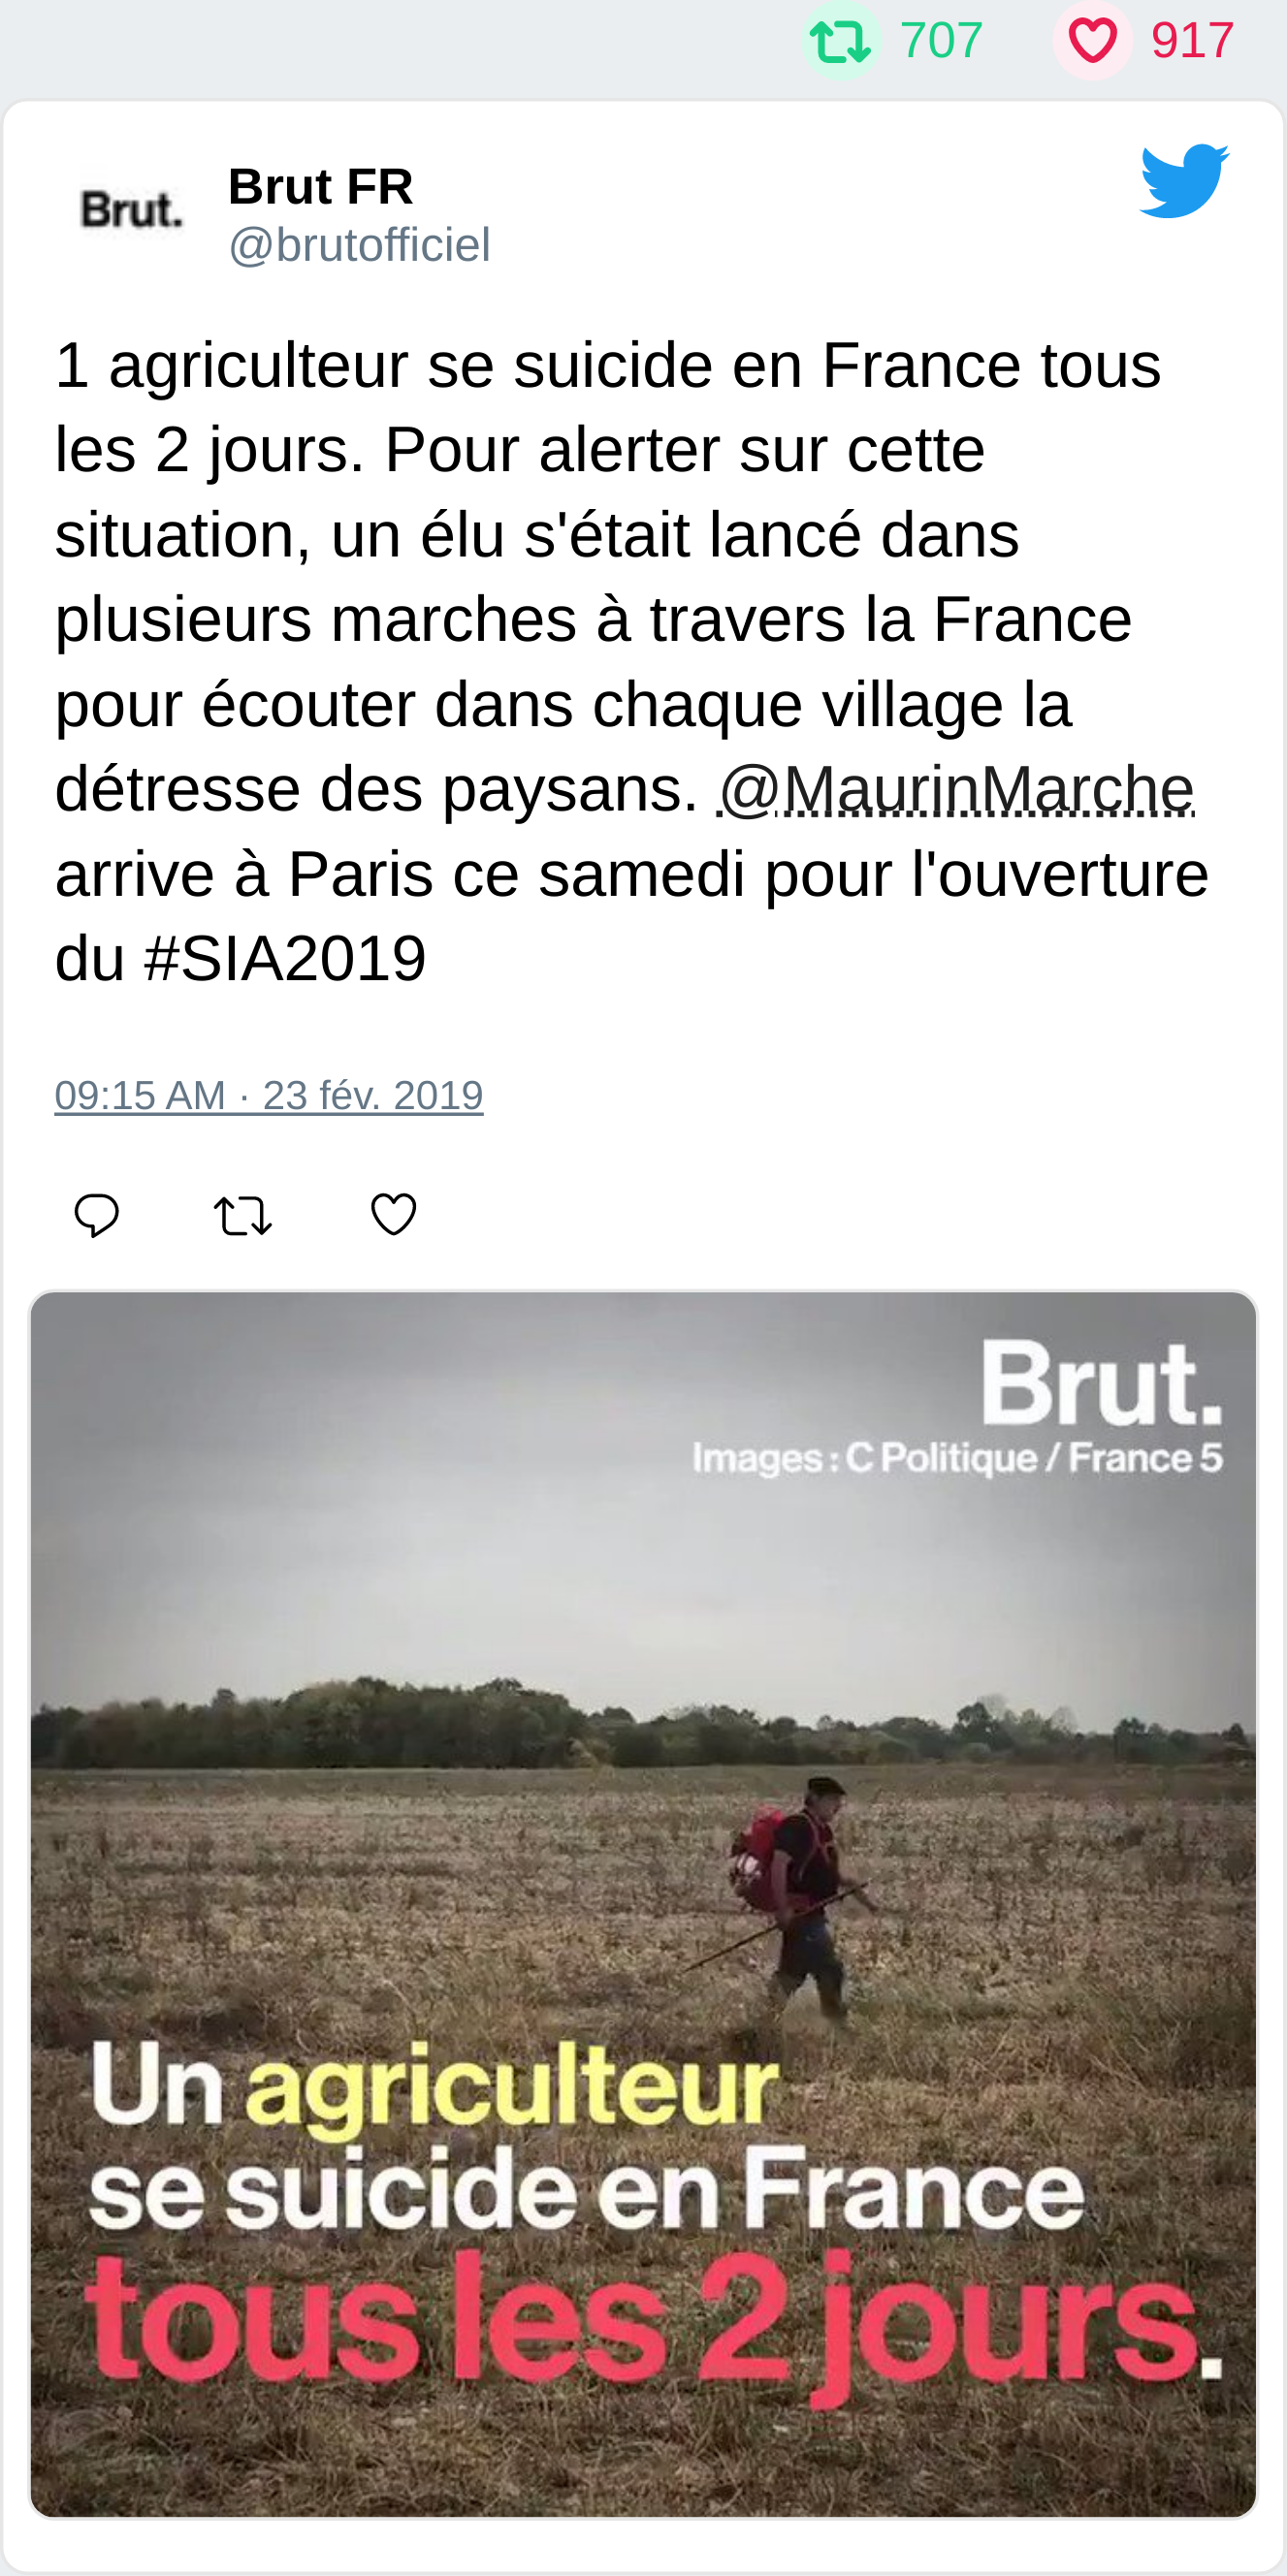 707 917
Brut.
Brut FR
@brutofficiel
1 agriculteur se suicide en France tous
les 2 jours. Pour alerter sur cette
situation, un élu s'était lancé dans
plusieurs marches à travers la France
pour écouter dans chaque village la
détresse des paysans. @MaurinMarche
arrive à Paris ce samedi pour l'ouverture
du #SIA2019
09:15 AM · 23 fév. 2019
Brut.
Images : C Politique / France 5
Un agriculteur
se suicide en France
tous les 2 jours.